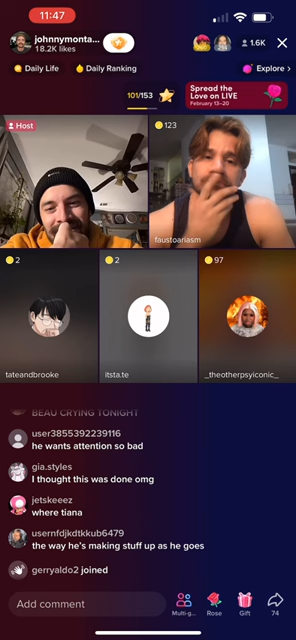 11:47
johnnymonta...
18.2K likes
1.6K
Daily Life
Daily Ranking
Explore >
101/153
Spread the
Love on LIVE
February 13–20
Host
123
faustoariasm
2
2
97
tateandbrooke
itsta.te
_theotherpsyiconic_
BEAU CRYING TONIGHT
user3855392239116
he wants attention so bad
gia.styles
I thought this was done omg
jetskeeez
where tiana
usernfdjkdtkkub6479
the way he's making stuff up as he goes
gerryaldo2 joined
Add comment
Multi-g...
Rose
Gift
74